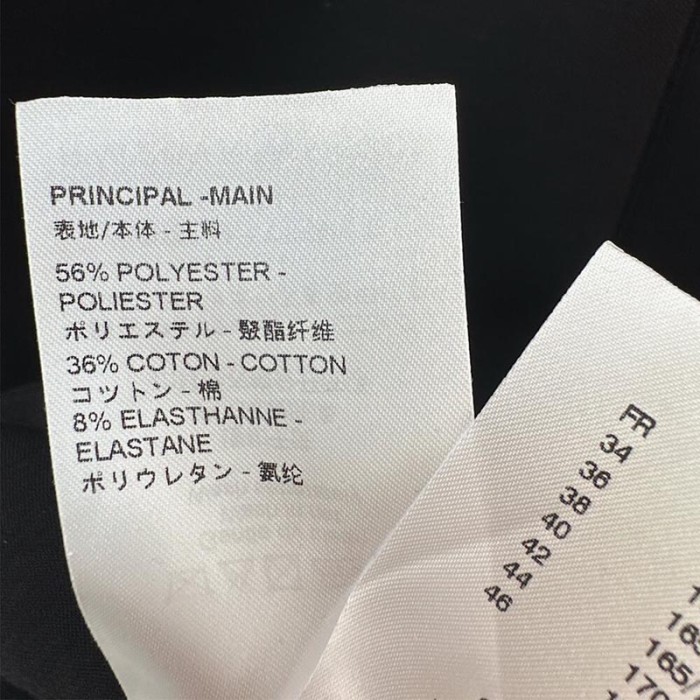 PRINCIPAL -MAIN
表地/本体 - 主料
56% POLYESTER -
POLIESTER
ポリエステル - 聚酯纤维
36% COTON - COTTON
コットン - 棉
8% ELASTHANNE -
ELASTANE
ポリウレタン - 氨纶
FR
34
36
38
40
42
44
46
165/